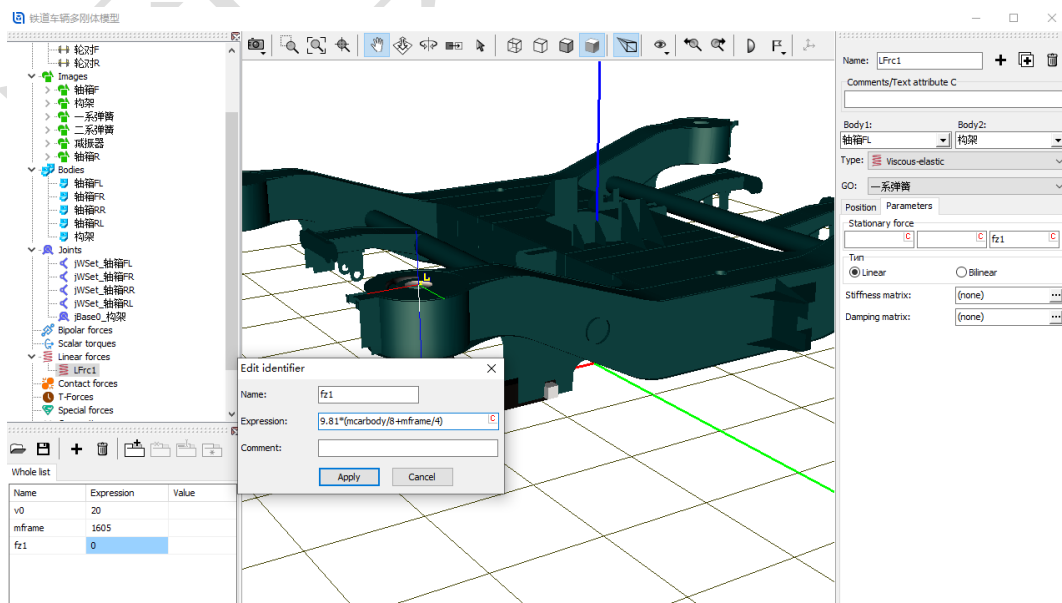 铁道车辆多刚体模型
轮对F
轮对R
Images
轴箱F
构架
一系弹簧
二系弹簧
减振器
轴箱R
Bodies
轴箱FL
轴箱FR
轴箱RR
轴箱RL
构架
Joints
jWSet_轴箱FL
jWSet_轴箱FR
jWSet_轴箱RR
jWSet_轴箱RL
jBase0_构架
Bipolar forces
Scalar torques
Linear forces
LFrc1
Contact forces
T-Forces
Special forces
Whole list
Name Expression Value
v0 20
mframe 1605
fz1 0
L
Edit identifier
Name: fz1
Expression: 9.81*(mcarbody/8+mframe/4) C
Comment:
Apply Cancel
Name: LFrc1
Comments/Text attribute C
Body1: Body2:
轴箱FL 构架
Type: Viscous-elastic
GO: 一系弹簧
Position Parameters
Stationary force
C C fz1 C
Тип
Linear Bilinear
Stiffness matrix: (none) ...
Damping matrix: (none) ...